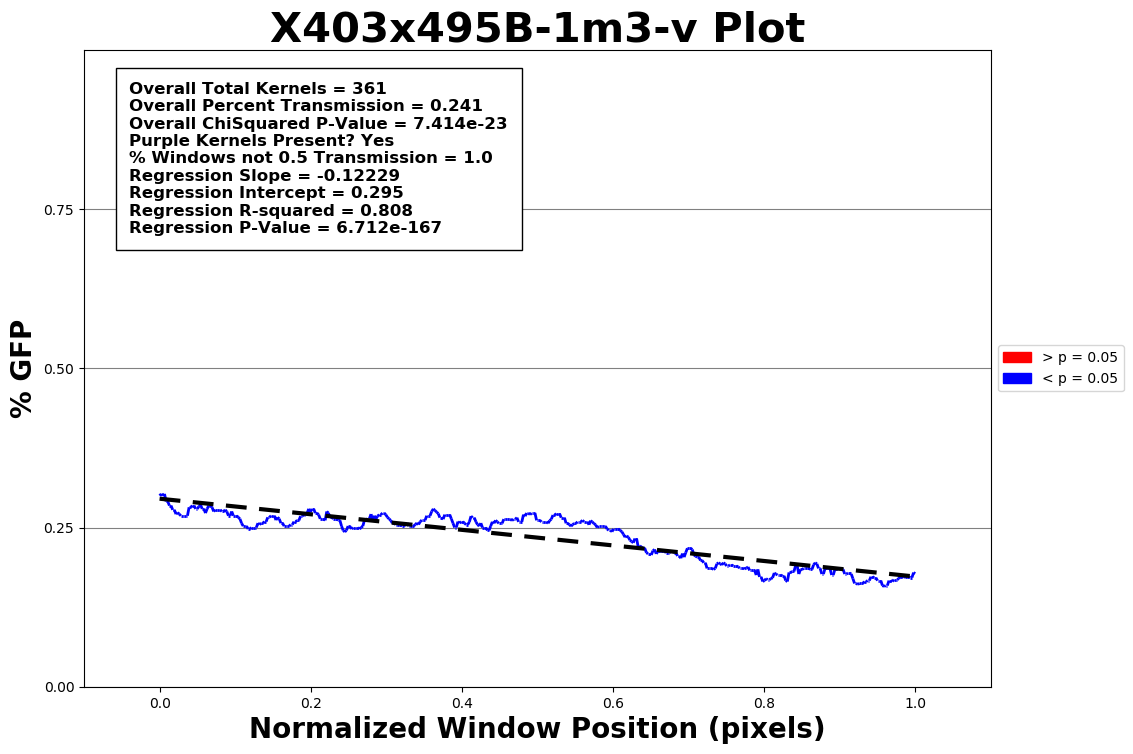 X403x495B-1m3-v Plot
Overall Total Kernels = 361
Overall Percent Transmission = 0.241
Overall ChiSquared P-Value = 7.414e-23
Purple Kernels Present? Yes
% Windows not 0.5 Transmission = 1.0
Regression Slope = -0.12229
Regression Intercept = 0.295
Regression R-squared = 0.808
Regression P-Value = 6.712e-167
% GFP
0.75
0.50
0.25
0.00
> p = 0.05
< p = 0.05
0.0 0.2 0.4 0.6 0.8 1.0
Normalized Window Position (pixels)